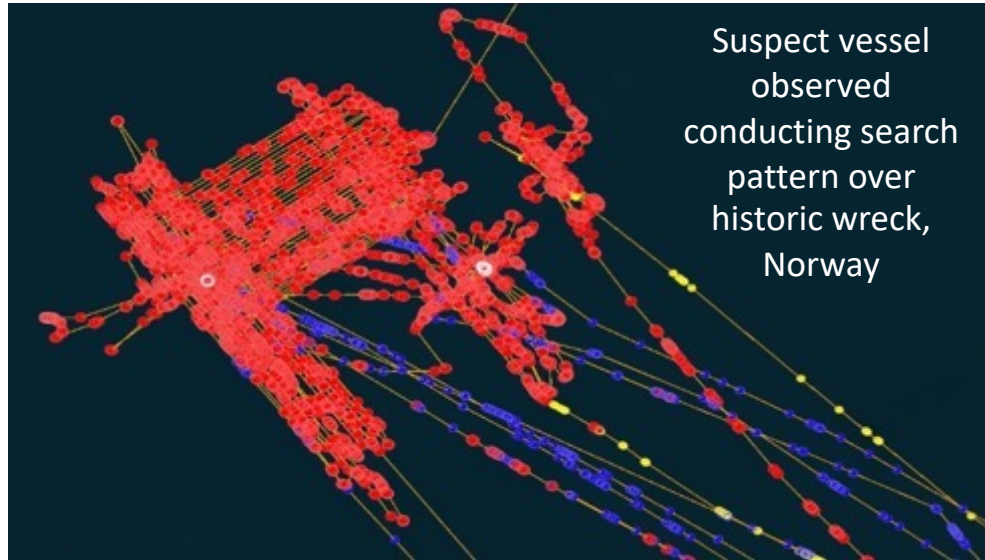 Suspect vessel
observed
conducting search
pattern over
historic wreck,
Norway